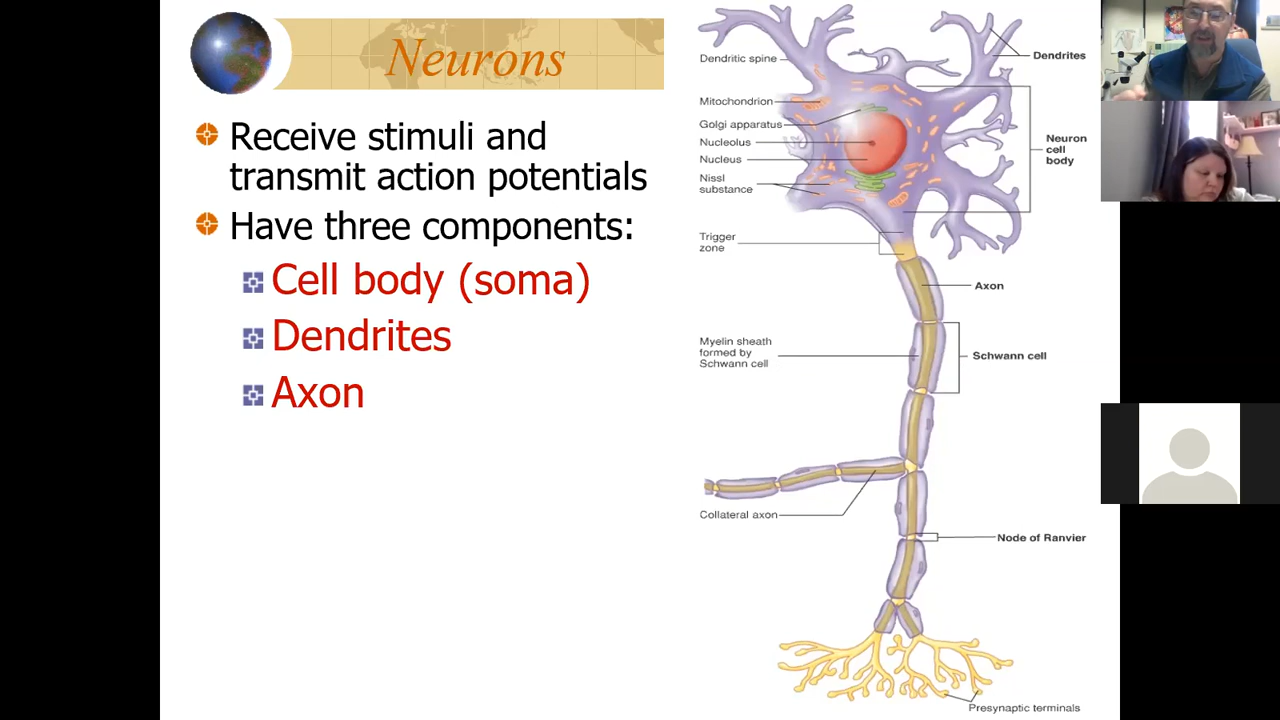 Neurons
Receive stimuli and
transmit action potentials
Have three components:
Cell body (soma)
Dendrites
Axon
Dendritic spine
Mitochondrion
Golgi apparatus
Nucleolus
Nucleus
Nissl
substance
Trigger
zone
Myelin sheath
formed by
Schwann cell
Collateral axon
Dendrites
Neuron
cell
body
Axon
Schwann cell
Node of Ranvier
Presynaptic terminals